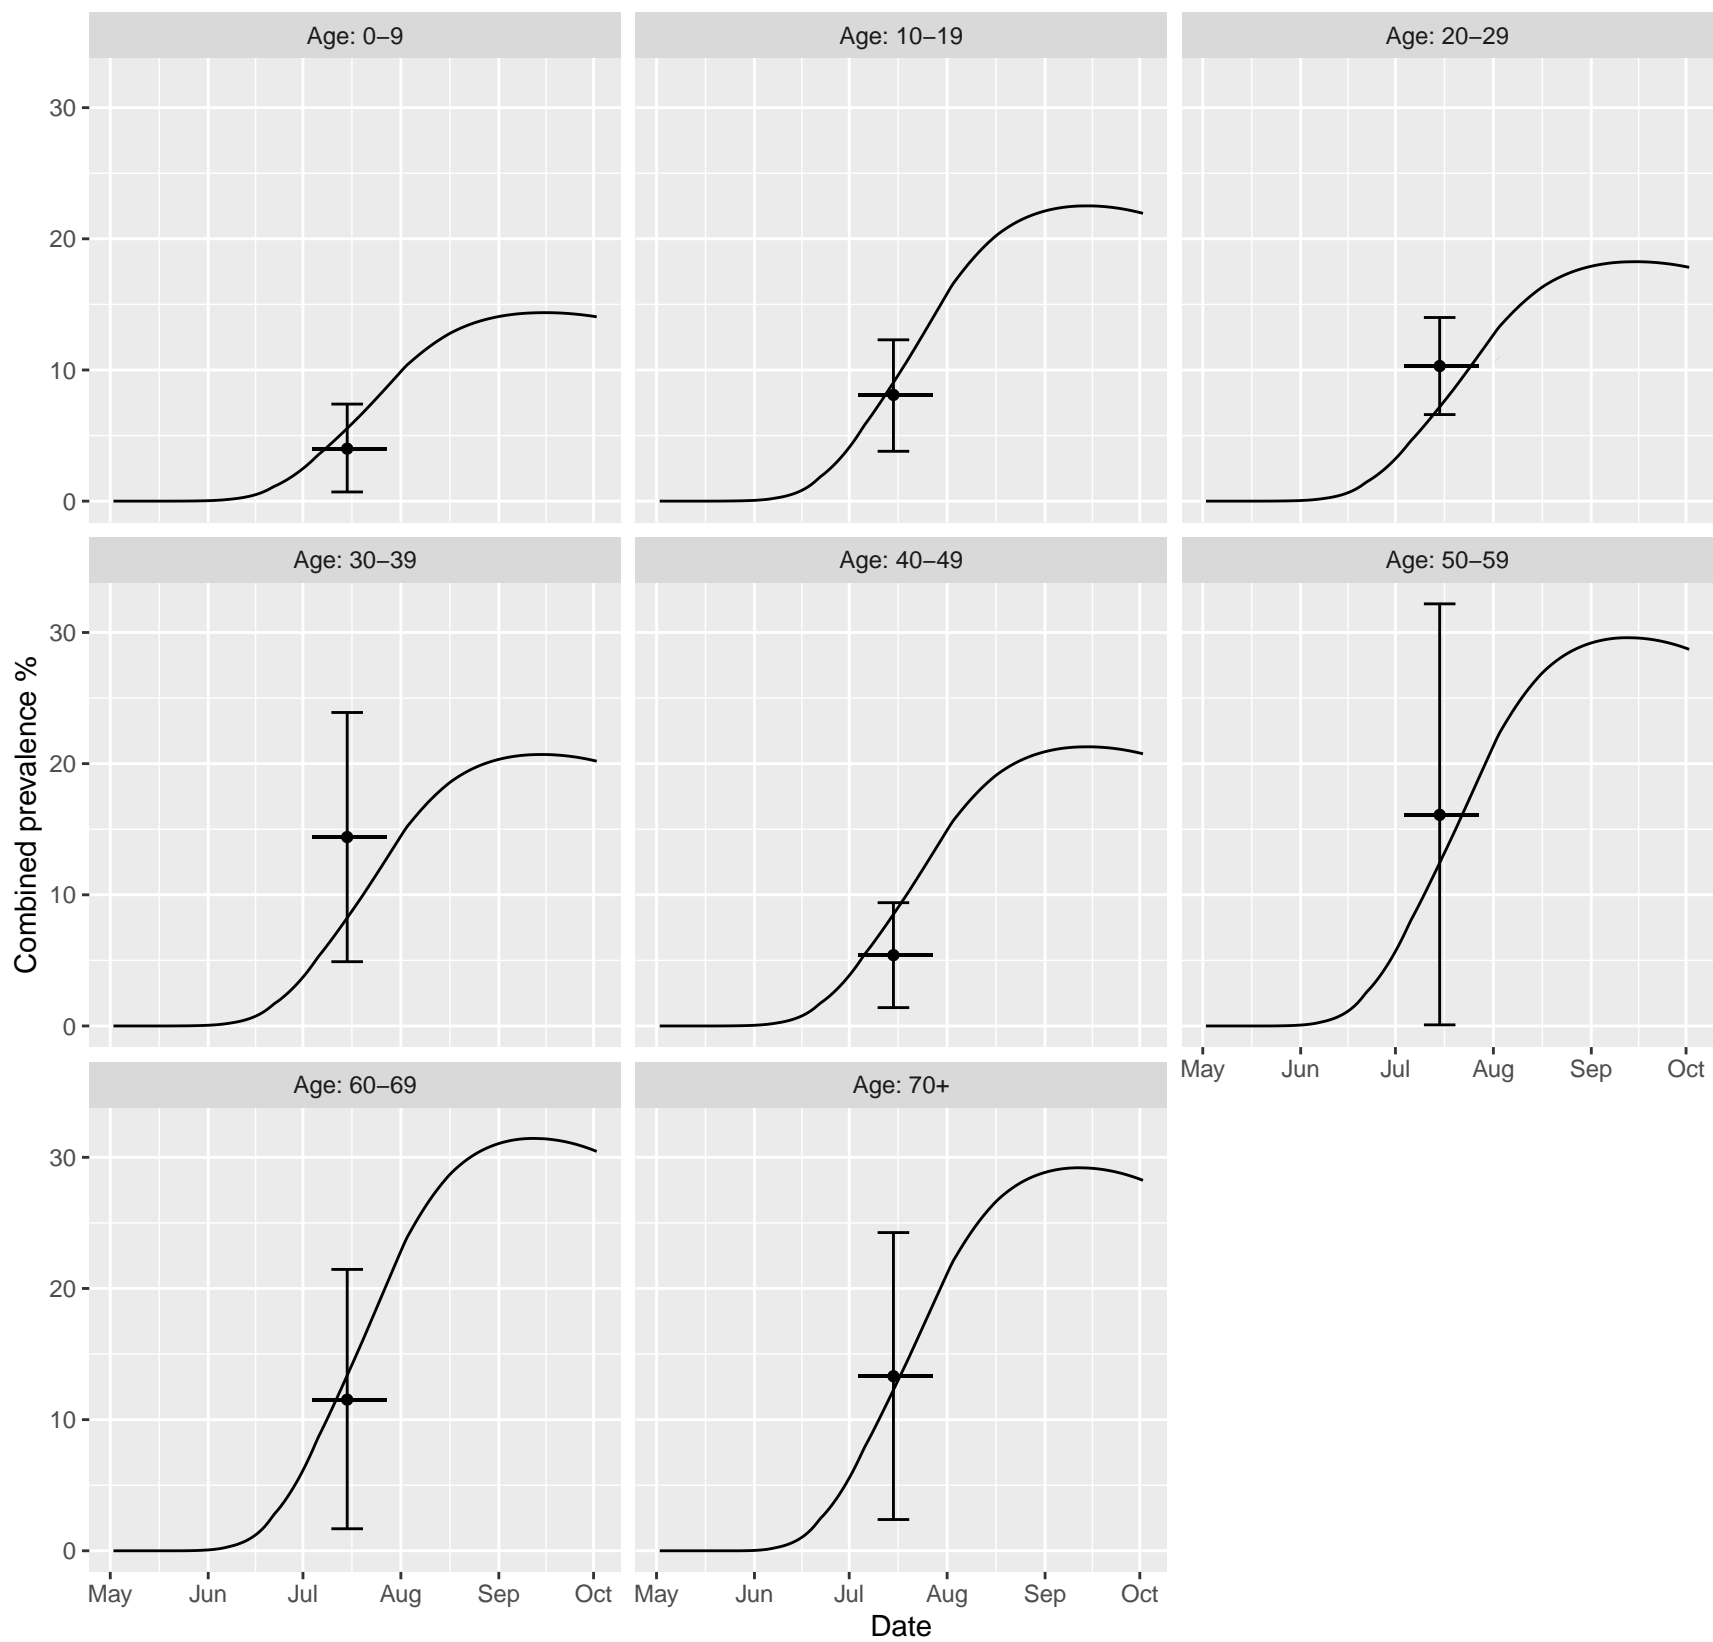 Age: 0–9
Age: 10–19
Age: 20–29
30
20
10
0
Age: 30–39
Age: 40–49
Age: 50–59
Combined prevalence %
30
20
10
0
May Jun Jul Aug Sep Oct
Age: 60–69
Age: 70+
30
20
10
0
May Jun Jul Aug Sep Oct
May Jun Jul Aug Sep Oct
Date